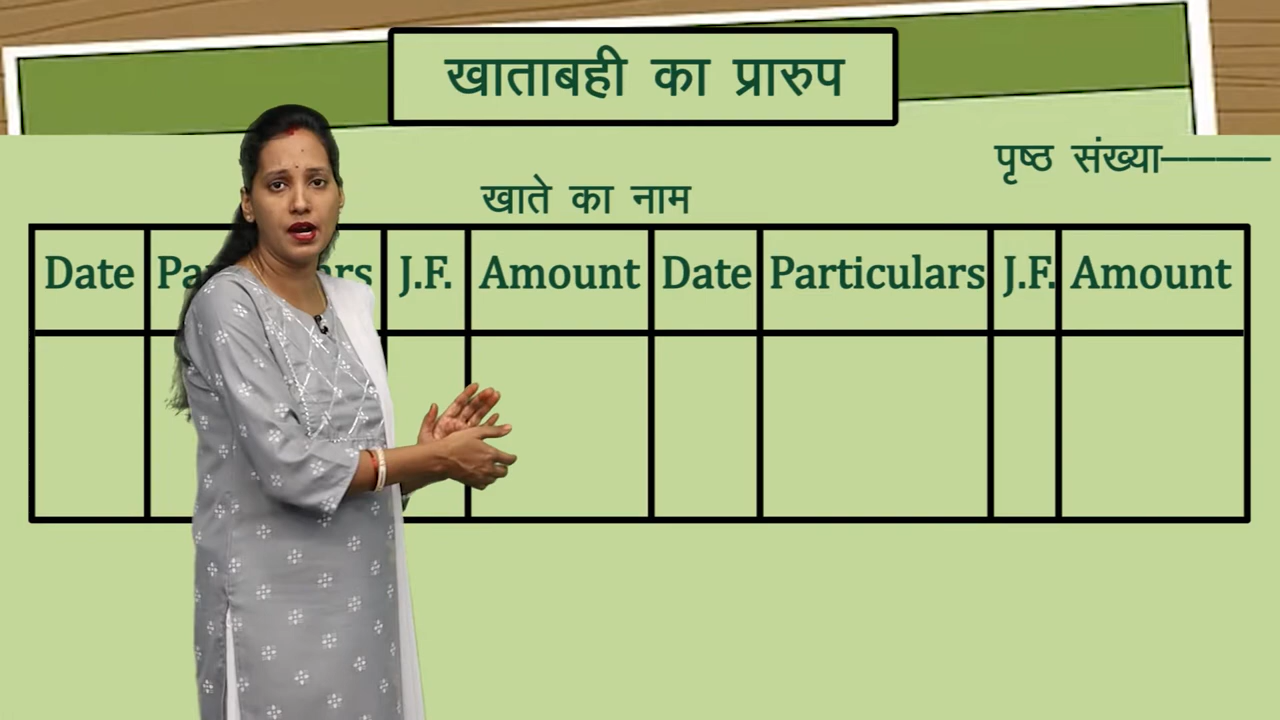 खाताबही का प्रारुप
पृष्ठ संख्या————
खाते का नाम
Date J.F. Amount Date Particulars J.F. Amount